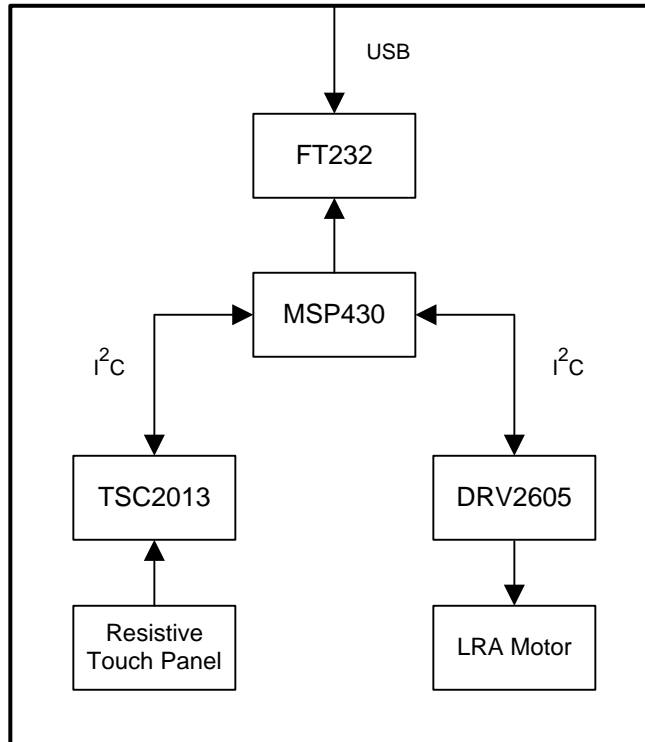 USB
FT232
MSP430
I²C
I²C
TSC2013
DRV2605
Resistive
Touch Panel
LRA Motor